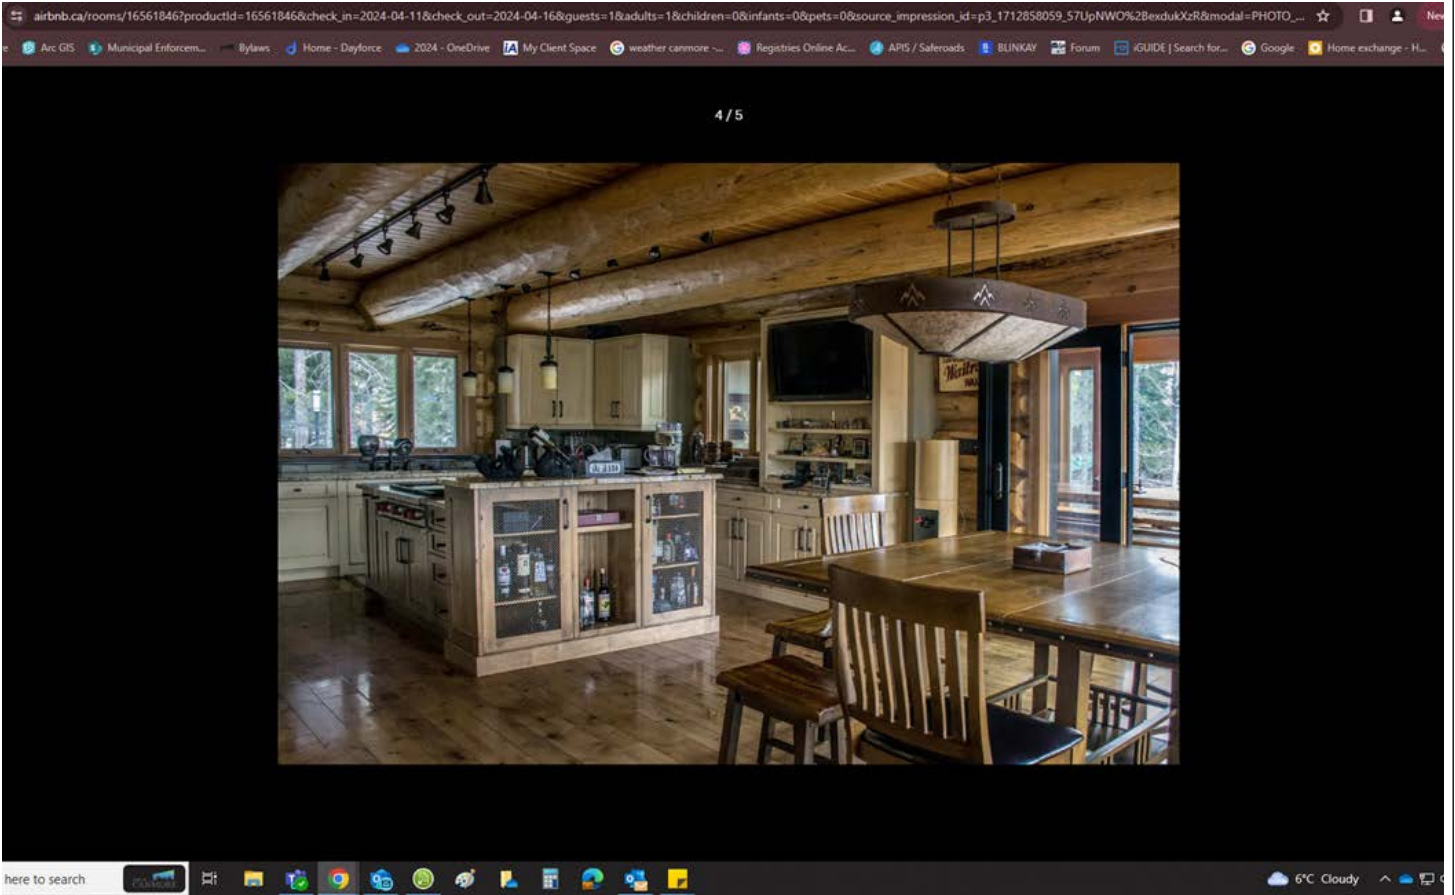 airbnb.ca/rooms/16561846?productId=16561846&check_in=2024-04-11&check_out=2024-04-16&guests=1&adults=1&children=0&infants=0&pets=0&source_impression_id=p3_1712858059_57UpNWO%2BexdukXzR&modal=PHOTO_... New
e Arc GIS Municipal Enforcem... Bylaws Home - Dayforce 2024 - OneDrive iA My Client Space weather canmore -... Registries Online Ac... APIS / Saferoads BLINKAY Forum iGUIDE | Search for... Google Home exchange - H...
4 / 5
here to search
6°C Cloudy